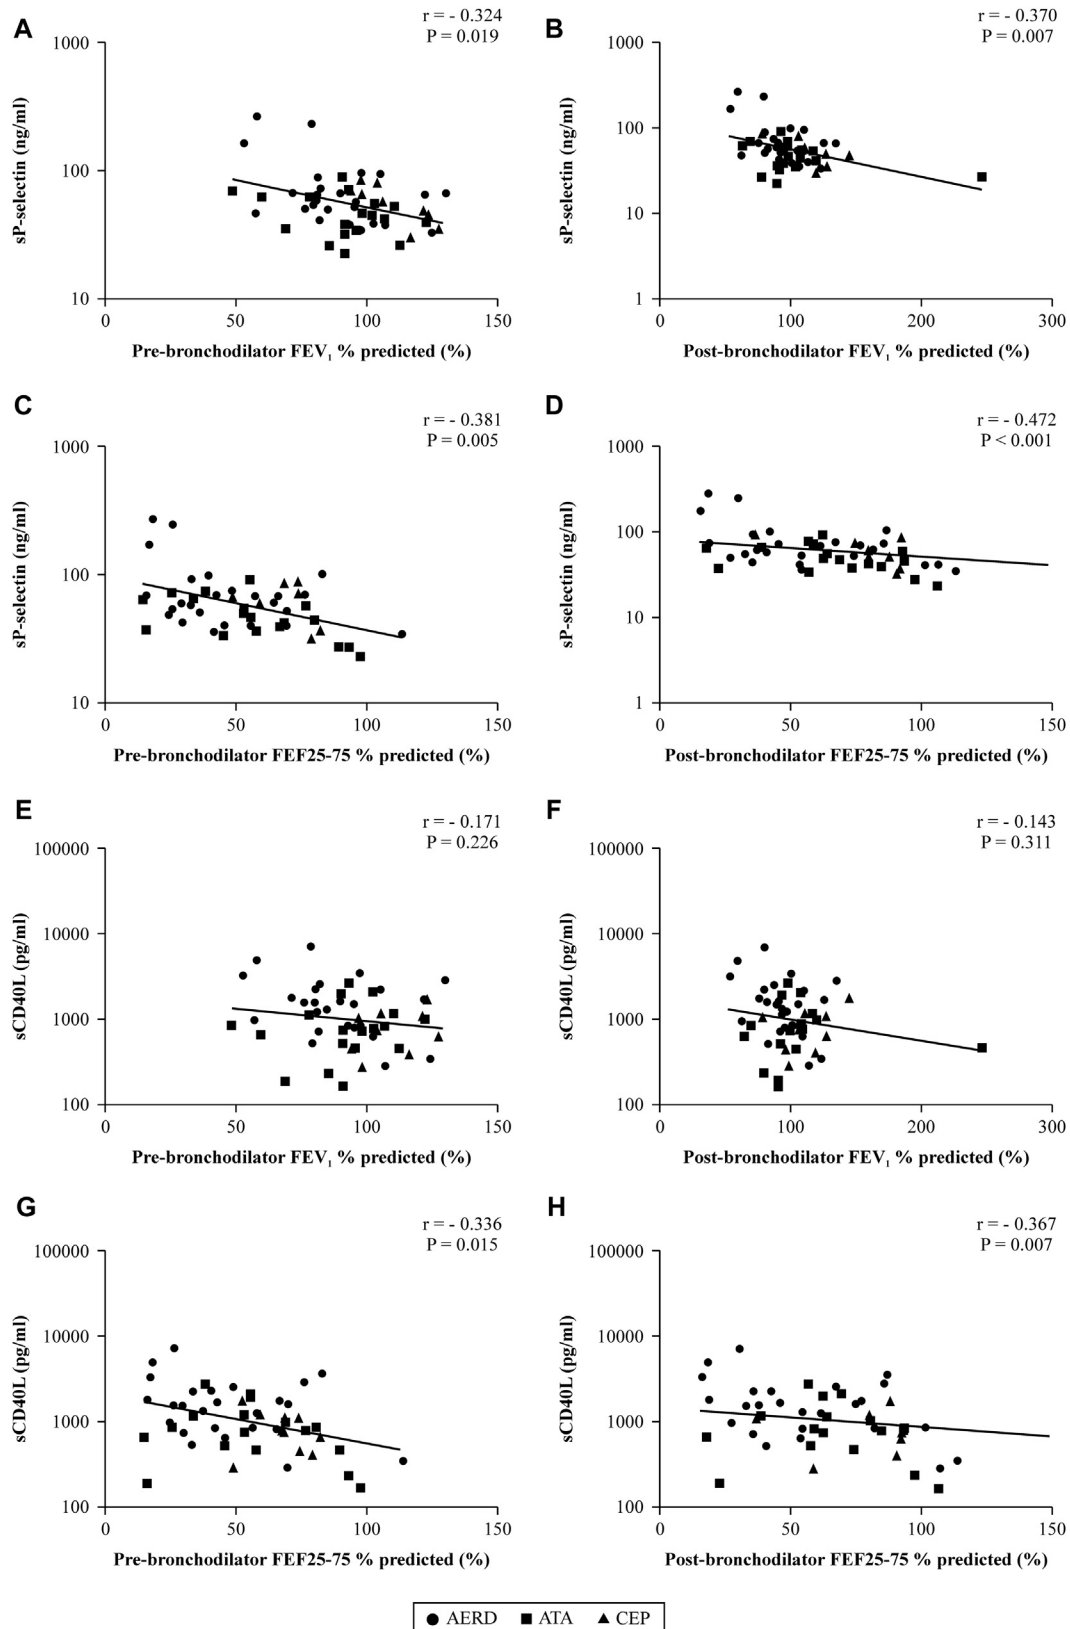 A
r = - 0.324
P = 0.019
1000
100
10
sP-selectin (ng/ml)
0 50 100 150
Pre-bronchodilator FEV₁ % predicted (%)
B
r = - 0.370
P = 0.007
1000
100
10
1
sP-selectin (ng/ml)
0 100 200 300
Post-bronchodilator FEV₁ % predicted (%)
C
r = - 0.381
P = 0.005
1000
100
10
sP-selectin (ng/ml)
0 50 100 150
Pre-bronchodilator FEF25-75 % predicted (%)
D
r = - 0.472
P < 0.001
1000
100
10
1
sP-selectin (ng/ml)
0 50 100 150
Post-bronchodilator FEF25-75 % predicted (%)
E
r = - 0.171
P = 0.226
100000
10000
1000
100
sCD40L (pg/ml)
0 50 100 150
Pre-bronchodilator FEV₁ % predicted (%)
F
r = - 0.143
P = 0.311
100000
10000
1000
100
sCD40L (pg/ml)
0 100 200 300
Post-bronchodilator FEV₁ % predicted (%)
G
r = - 0.336
P = 0.015
100000
10000
1000
100
sCD40L (pg/ml)
0 50 100 150
Pre-bronchodilator FEF25-75 % predicted (%)
H
r = - 0.367
P = 0.007
100000
10000
1000
100
sCD40L (pg/ml)
0 50 100 150
Post-bronchodilator FEF25-75 % predicted (%)
AERD ATA CEP